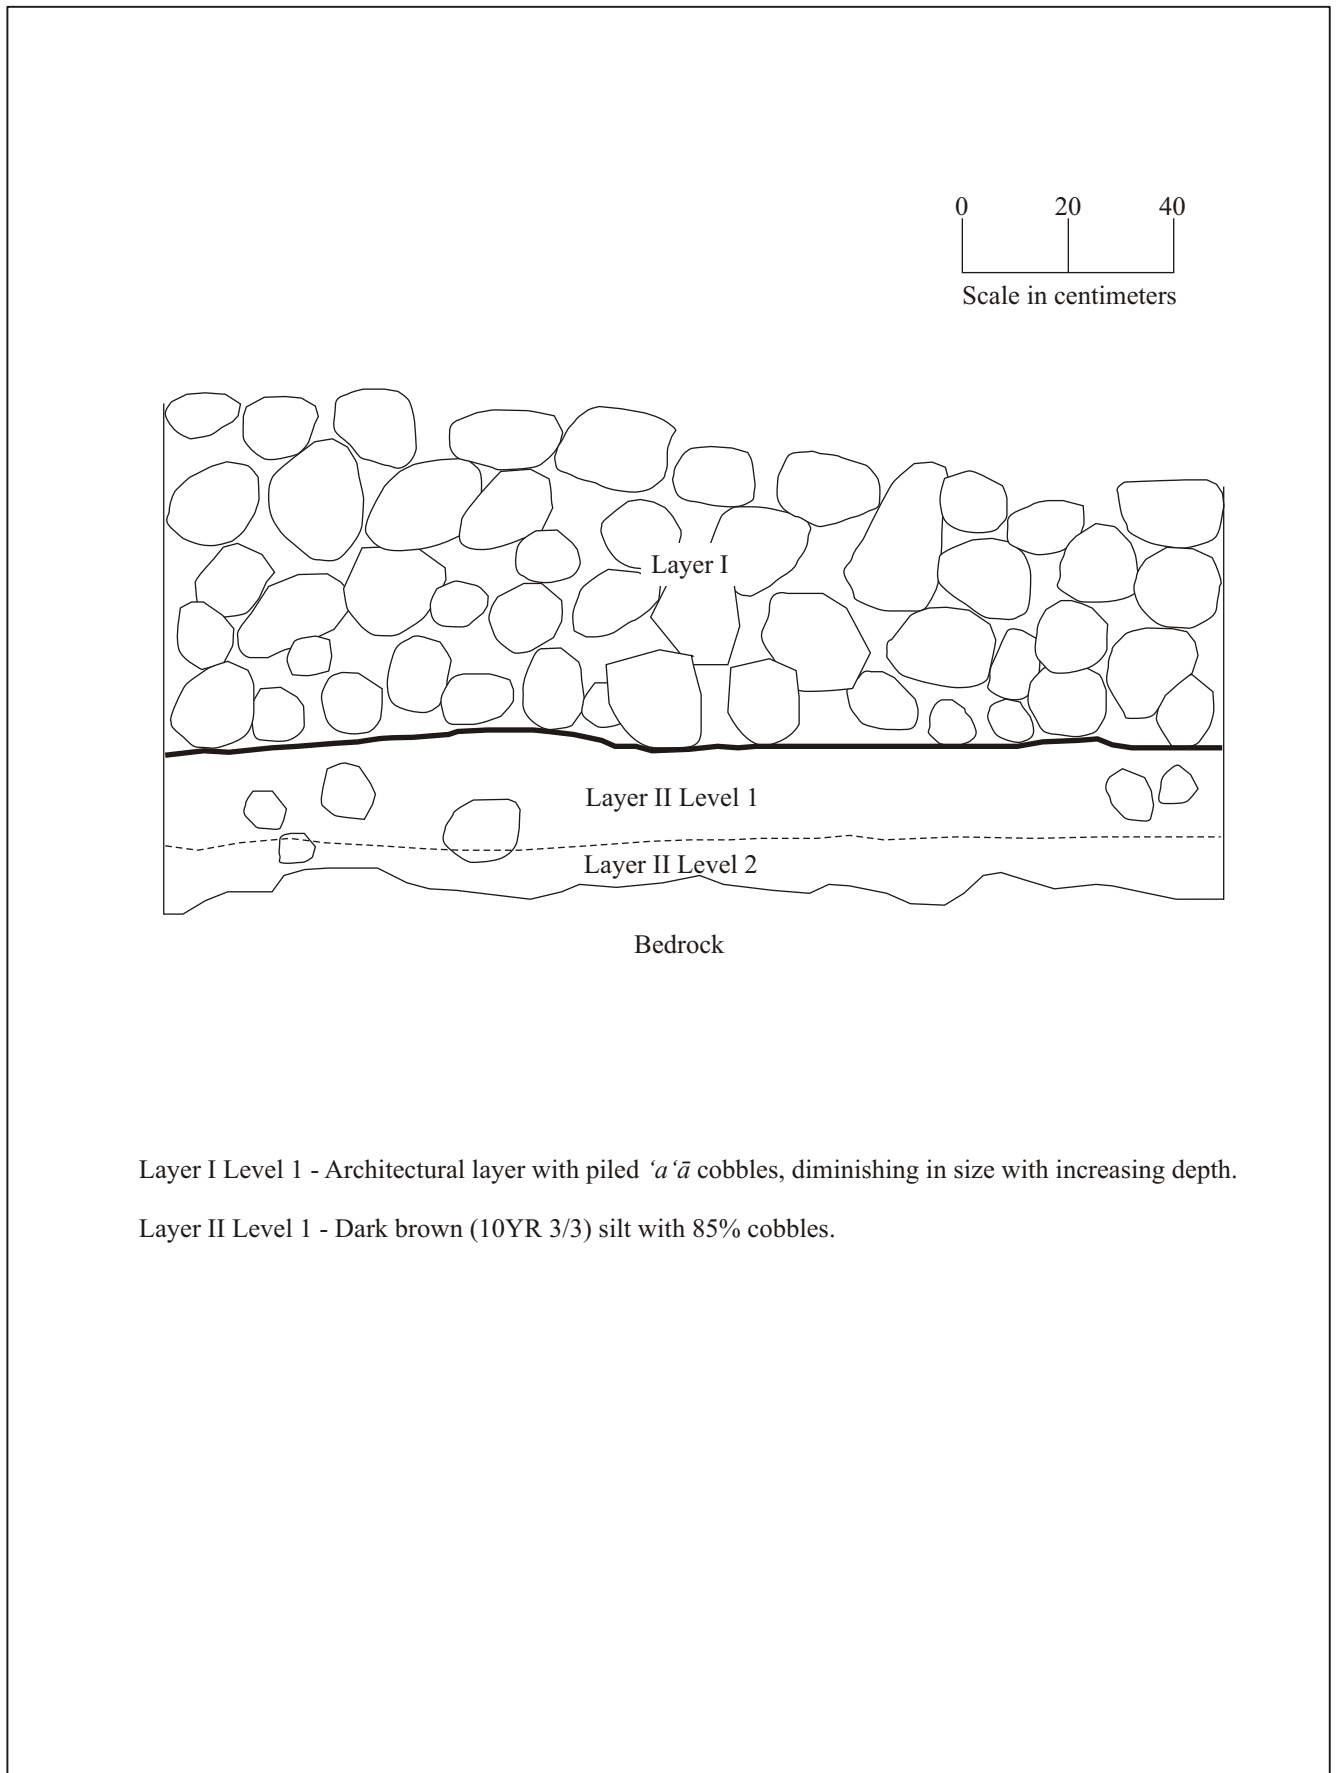 0 20 40
Scale in centimeters
Layer I
Layer II Level 1
Layer II Level 2
Bedrock
Layer I Level 1 - Architectural layer with piled ʻaʻā cobbles, diminishing in size with increasing depth.
Layer II Level 1 - Dark brown (10YR 3/3) silt with 85% cobbles.